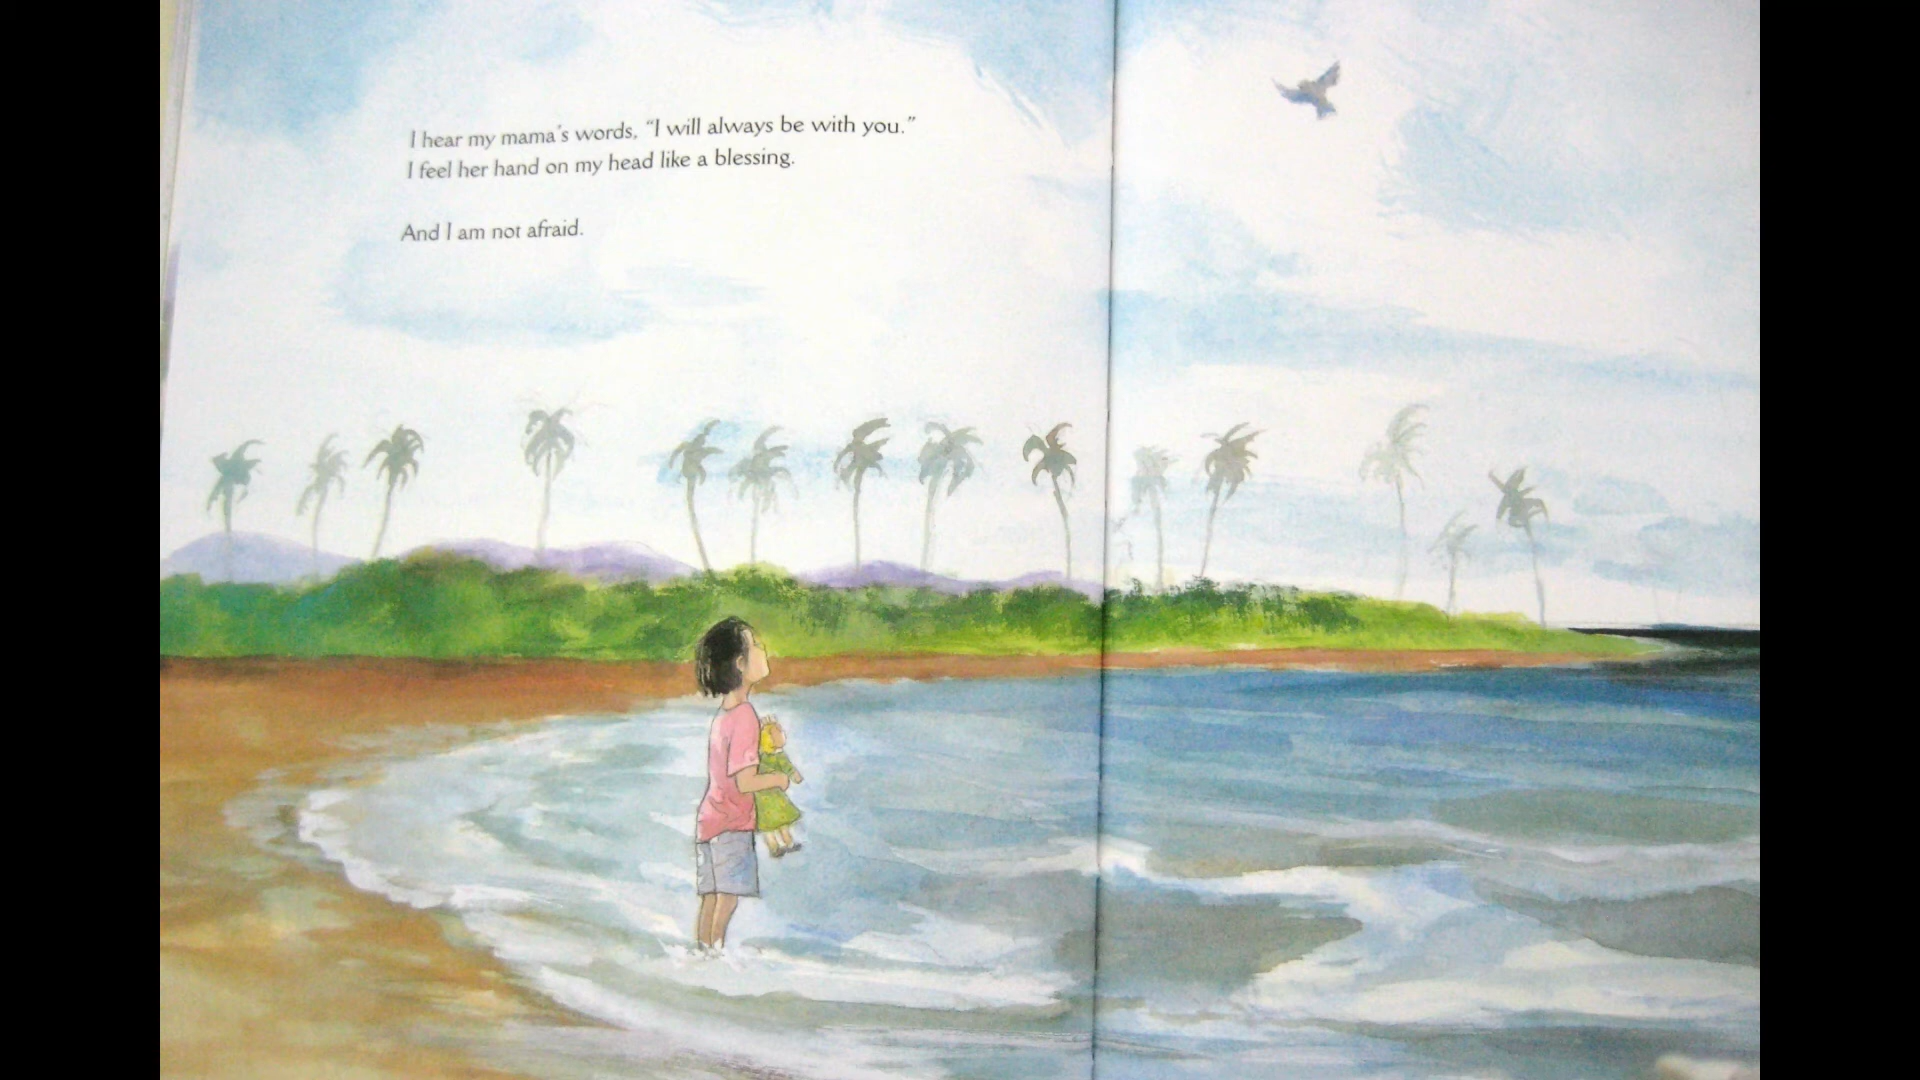 I hear my mama's words, “I will always be with you.”
I feel her hand on my head like a blessing.
And I am not afraid.